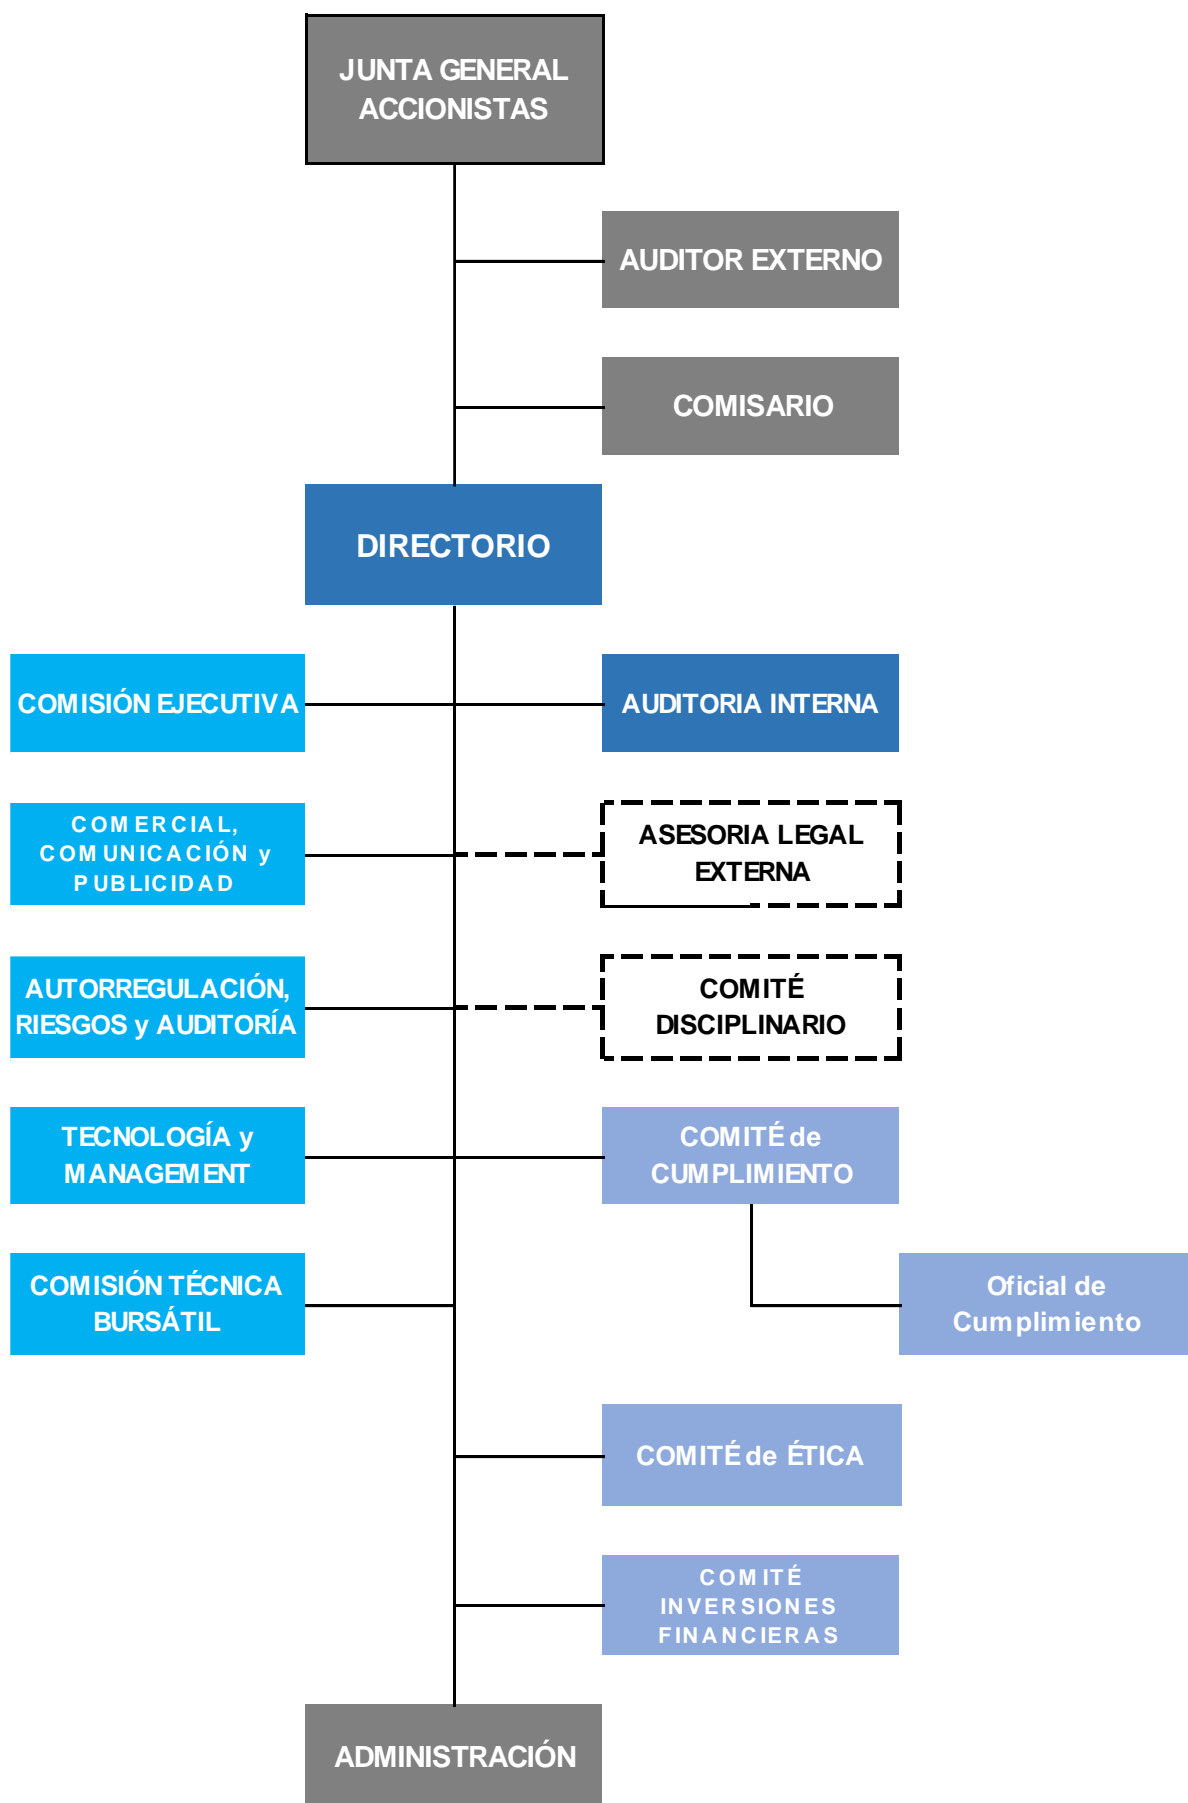 JUNTA GENERAL
ACCIONISTAS
AUDITOR EXTERNO
COMISARIO
DIRECTORIO
COMISIÓN EJECUTIVA
AUDITORIA INTERNA
COMERCIAL,
COMUNICACIÓN y
PUBLICIDAD
ASESORIA LEGAL
EXTERNA
AUTORREGULACIÓN,
RIESGOS y AUDITORÍA
COMITÉ
DISCIPLINARIO
TECNOLOGÍA y
MANAGEMENT
COMITÉ de
CUMPLIMIENTO
COMISIÓN TÉCNICA
BURSÁTIL
Oficial de
Cumplimiento
COMITÉ de ÉTICA
COMITÉ
INVERSIONES
FINANCIERAS
ADMINISTRACIÓN